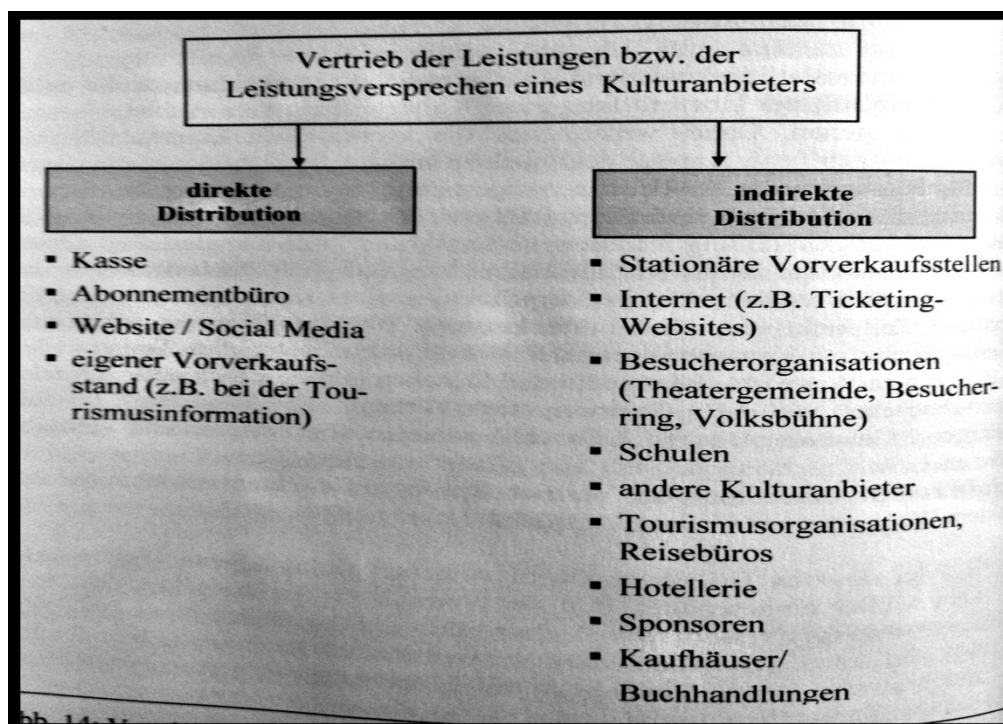 Vertrieb der Leistungen bzw. der
Leistungsversprechen eines Kulturanbieters
direkte
Distribution
▪ Kasse
▪ Abonnementbüro
▪ Website / Social Media
▪ eigener Vorverkaufs-
stand (z.B. bei der Tou-
rismusinformation)
indirekte
Distribution
▪ Stationäre Vorverkaufsstellen
▪ Internet (z.B. Ticketing-
Websites)
▪ Besucherorganisationen
(Theatergemeinde, Besucher-
ring, Volksbühne)
▪ Schulen
▪ andere Kulturanbieter
▪ Tourismusorganisationen,
Reisebüros
▪ Hotellerie
▪ Sponsoren
▪ Kaufhäuser/
Buchhandlungen